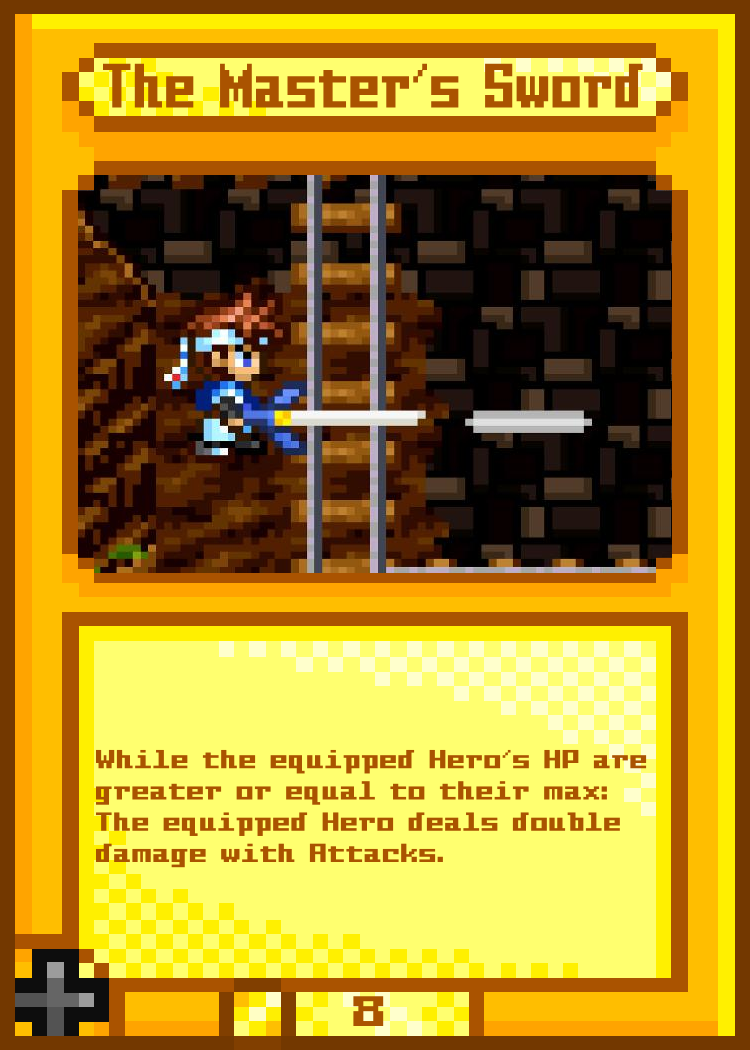 The Master's Sword
While the equipped Hero's HP are
greater or equal to their max:
The equipped Hero deals double
damage with Attacks.
8